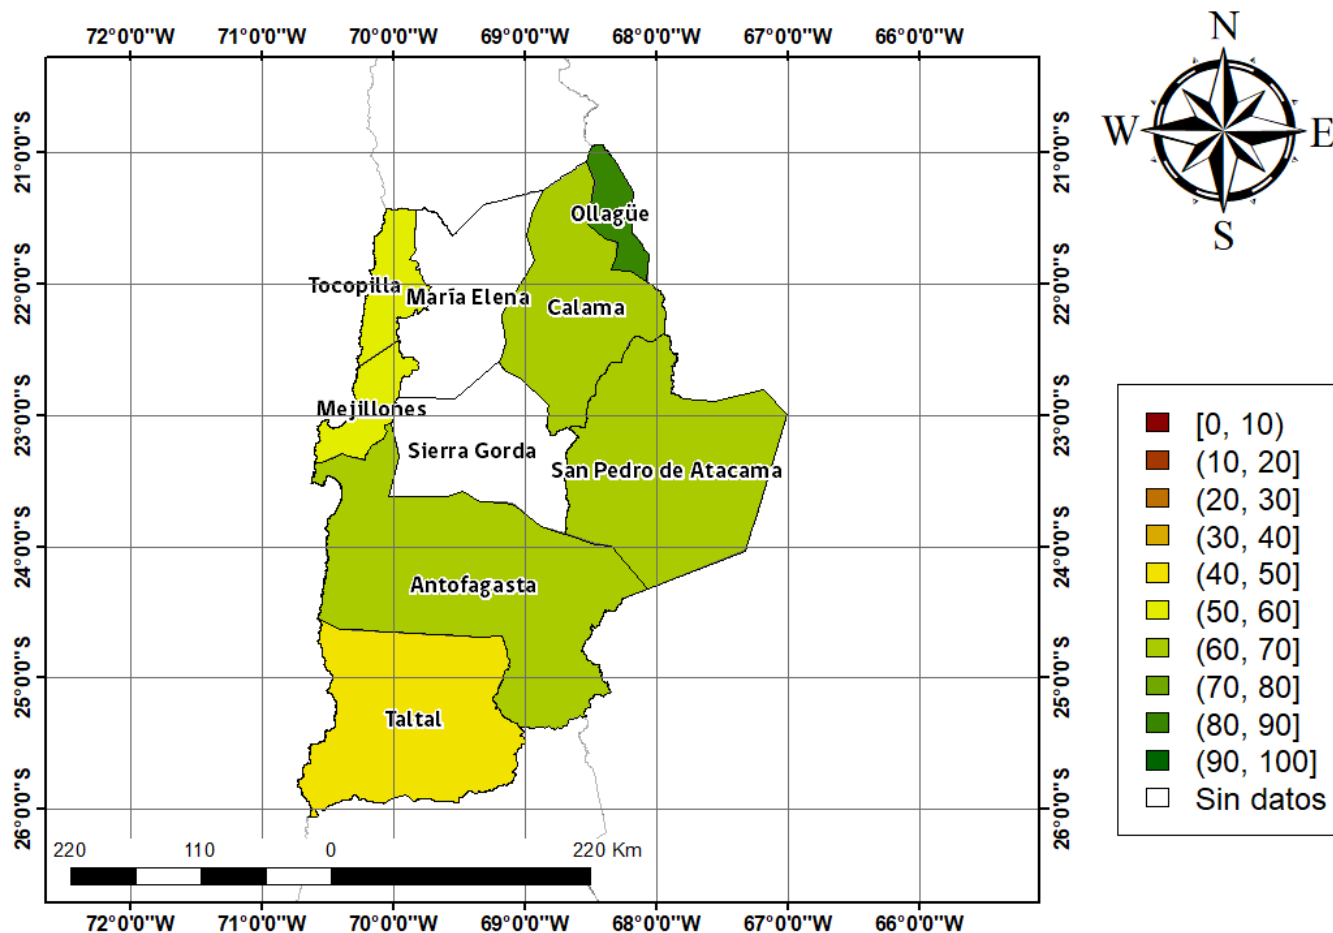 72°0'0"W 71°0'0"W 70°0'0"W 69°0'0"W 68°0'0"W 67°0'0"W 66°0'0"W
N
W E
S
21°0'0"S 21°0'0"S
22°0'0"S 22°0'0"S
23°0'0"S 23°0'0"S
24°0'0"S 24°0'0"S
25°0'0"S 25°0'0"S
26°0'0"S 26°0'0"S
Ollagüe
Tocopilla
María Elena
Calama
Mejillones
Sierra Gorda
San Pedro de Atacama
Antofagasta
Taltal
220 110 0 220 Km
72°0'0"W 71°0'0"W 70°0'0"W 69°0'0"W 68°0'0"W 67°0'0"W 66°0'0"W
[0, 10)
(10, 20]
(20, 30]
(30, 40]
(40, 50]
(50, 60]
(60, 70]
(70, 80]
(80, 90]
(90, 100]
Sin datos